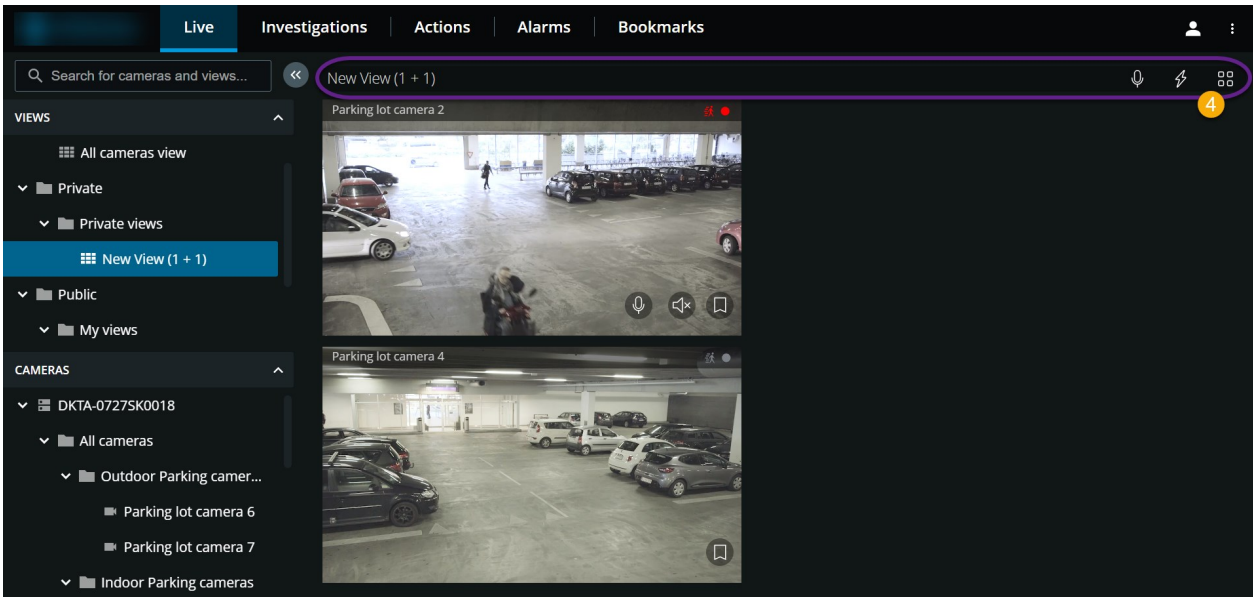 Live
Investigations
Actions
Alarms
Bookmarks
Search for cameras and views...
New View (1 + 1)
4
VIEWS
All cameras view
Private
Private views
New View (1 + 1)
Public
My views
CAMERAS
DKTA-0727SK0018
All cameras
Outdoor Parking camer...
Parking lot camera 6
Parking lot camera 7
Indoor Parking cameras
Parking lot camera 2
Parking lot camera 4